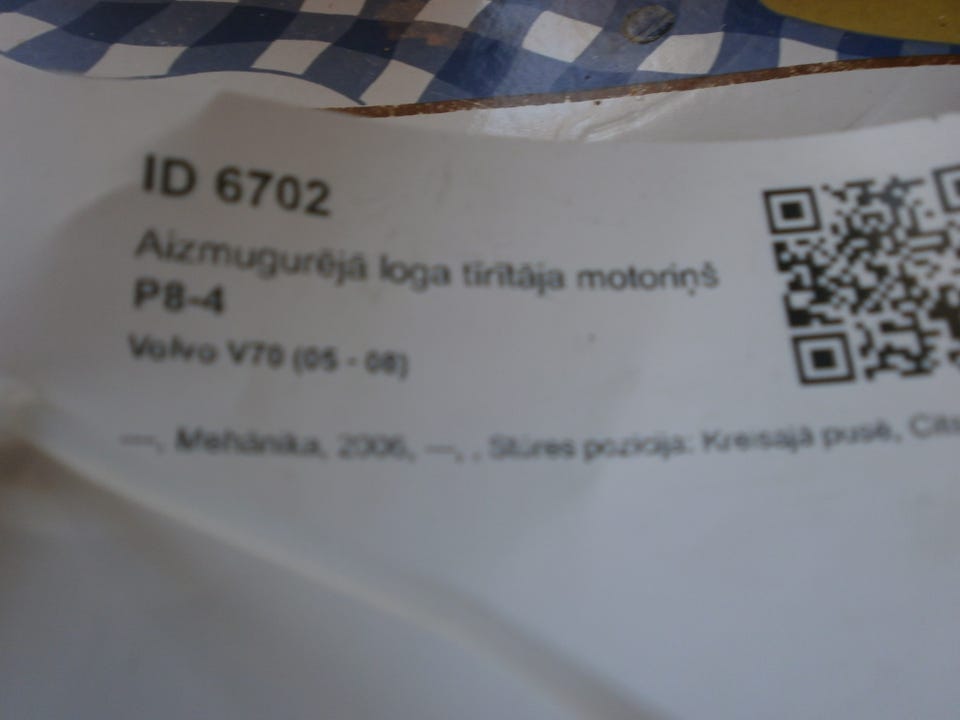 ID 6702
Aizmugurējā loga tīrītāja motoriņš
P8-4
Volvo V70 (05 - 08)
—, Mehānika, 2006, —, , Stūres pozīcija: Kreisajā pusē,